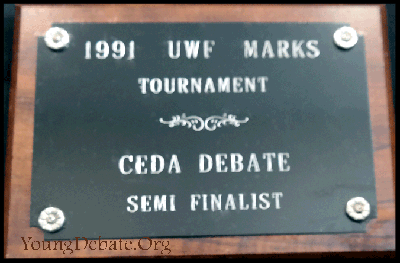 1991 UWF MARKS
TOURNAMENT
CEDA DEBATE
SEMI FINALIST
YoungDebate.Org